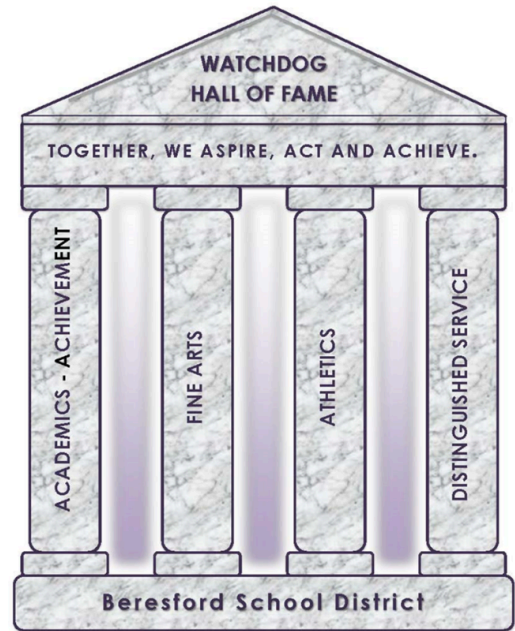 WATCHDOG
HALL OF FAME
TOGETHER, WE ASPIRE, ACT AND ACHIEVE.
ACADEMICS - ACHIEVEMENT
FINE ARTS
ATHLETICS
DISTINGUISHED SERVICE
Beresford School District